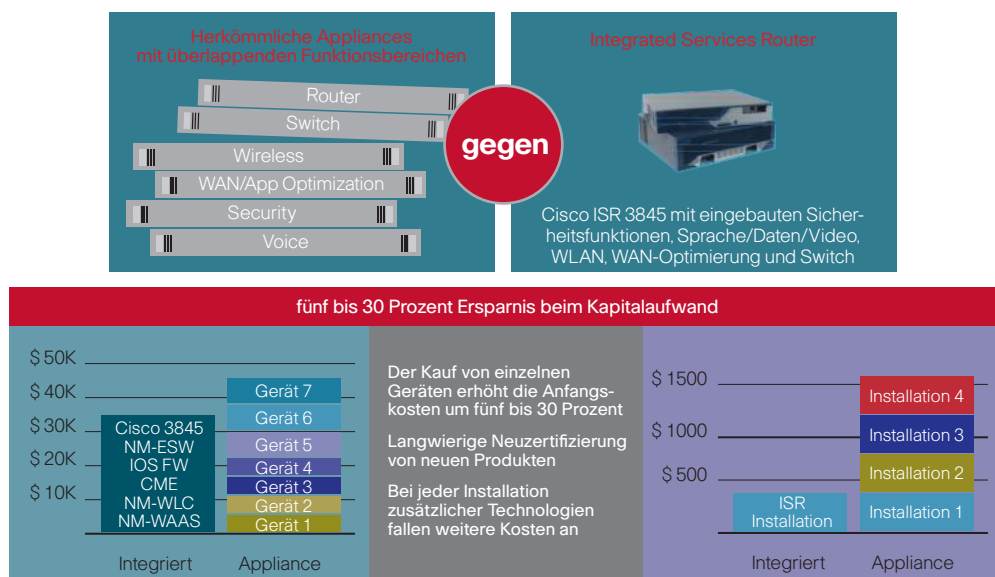 Herkömmliche Appliances
mit überlappenden Funktionsbereichen
Router
Switch
Wireless
WAN/App Optimization
Security
Voice
gegen
Integrated Services Router
Cisco ISR 3845 mit eingebauten Sicher-
heitsfunktionen, Sprache/Daten/Video,
WLAN, WAN-Optimierung und Switch
fünf bis 30 Prozent Ersparnis beim Kapitalaufwand
$ 50K
$ 40K
$ 30K
$ 20K
$ 10K
Cisco 3845
NM-ESW
IOS FW
CME
NM-WLC
NM-WAAS
Gerät 7
Gerät 6
Gerät 5
Gerät 4
Gerät 3
Gerät 2
Gerät 1
Integriert
Appliance
Der Kauf von einzelnen
Geräten erhöht die Anfangs-
kosten um fünf bis 30 Prozent
Langwierige Neuzertifizierung
von neuen Produkten
Bei jeder Installation
zusätzlicher Technologien
fallen weitere Kosten an
$ 1500
$ 1000
$ 500
ISR
Installation
Installation 4
Installation 3
Installation 2
Installation 1
Integriert
Appliance